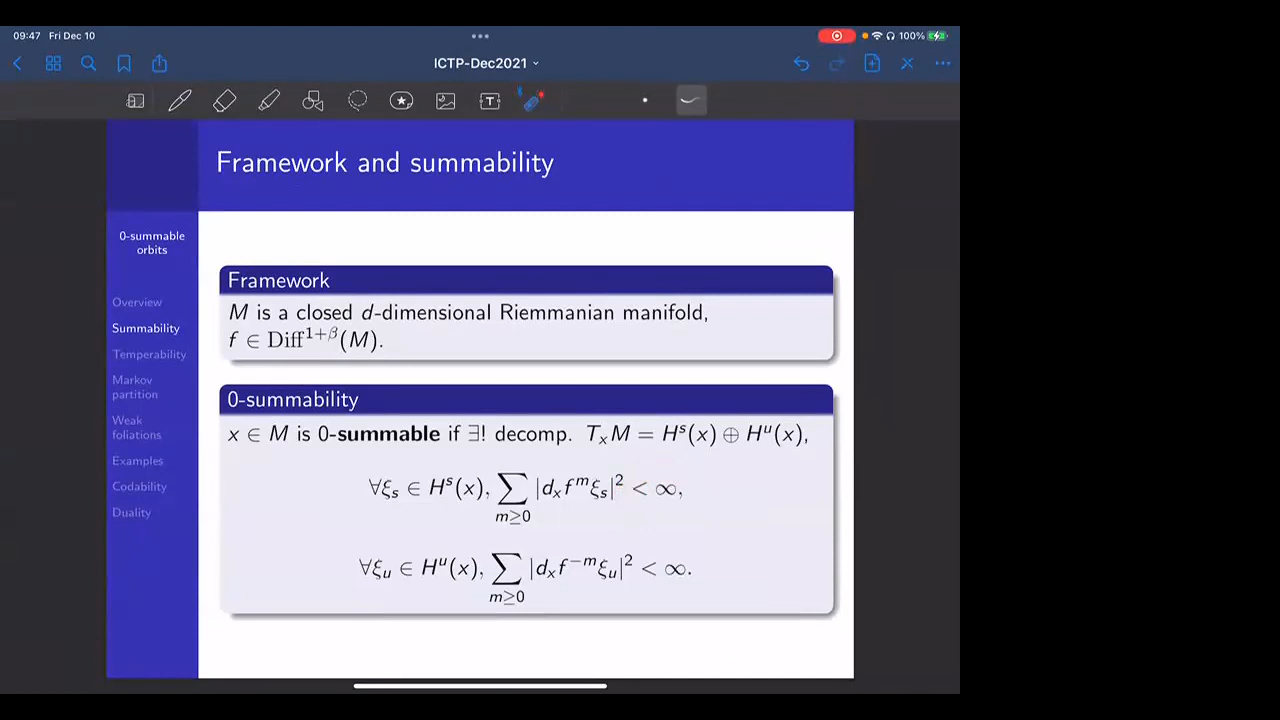 09:47 Fri Dec 10
100%
ICTP-Dec2021
Framework and summability
0-summable
orbits
Overview
Summability
Temperability
Markov
partition
Weak
foliations
Examples
Codability
Duality
Framework
M is a closed d-dimensional Riemmanian manifold,
f ∈ Diff^{1+β}(M).
0-summability
x ∈ M is 0-summable if ∃! decomp. T_xM = H^s(x) ⊕ H^u(x),
∀ξ_s ∈ H^s(x), ∑_{m≥0} |d_x f^m ξ_s|^2 < ∞,
∀ξ_u ∈ H^u(x), ∑_{m≥0} |d_x f^{-m} ξ_u|^2 < ∞.